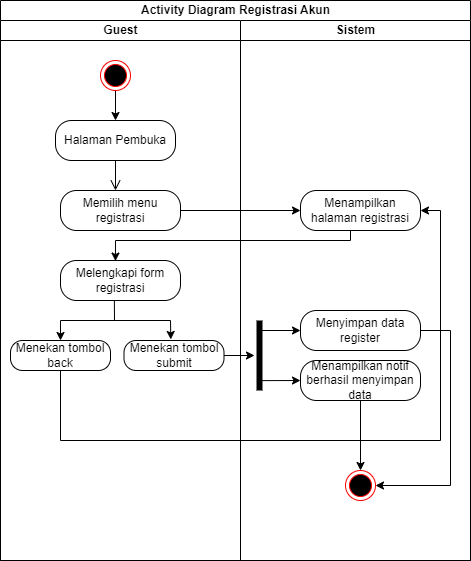 Activity Diagram Registrasi Akun
Guest
Sistem
Halaman Pembuka
Memilih menu
registrasi
Menampilkan
halaman registrasi
Melengkapi form
registrasi
Menekan tombol
back
Menekan tombol
submit
Menyimpan data
register
Menampilkan notif
berhasil menyimpan
data